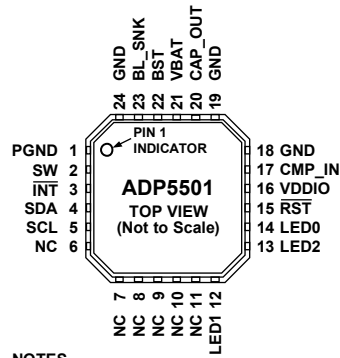 24 GND
23 BL_SNK
22 BST
21 VBAT
20 CAP_OUT
19 GND
PIN 1
INDICATOR
PGND 1
SW 2
INT 3
SDA 4
SCL 5
NC 6
ADP5501
TOP VIEW
(Not to Scale)
18 GND
17 CMP_IN
16 VDDIO
15 RST
14 LED0
13 LED2
NC 7
NC 8
NC 9
NC 10
NC 11
LED1 12
NOTES